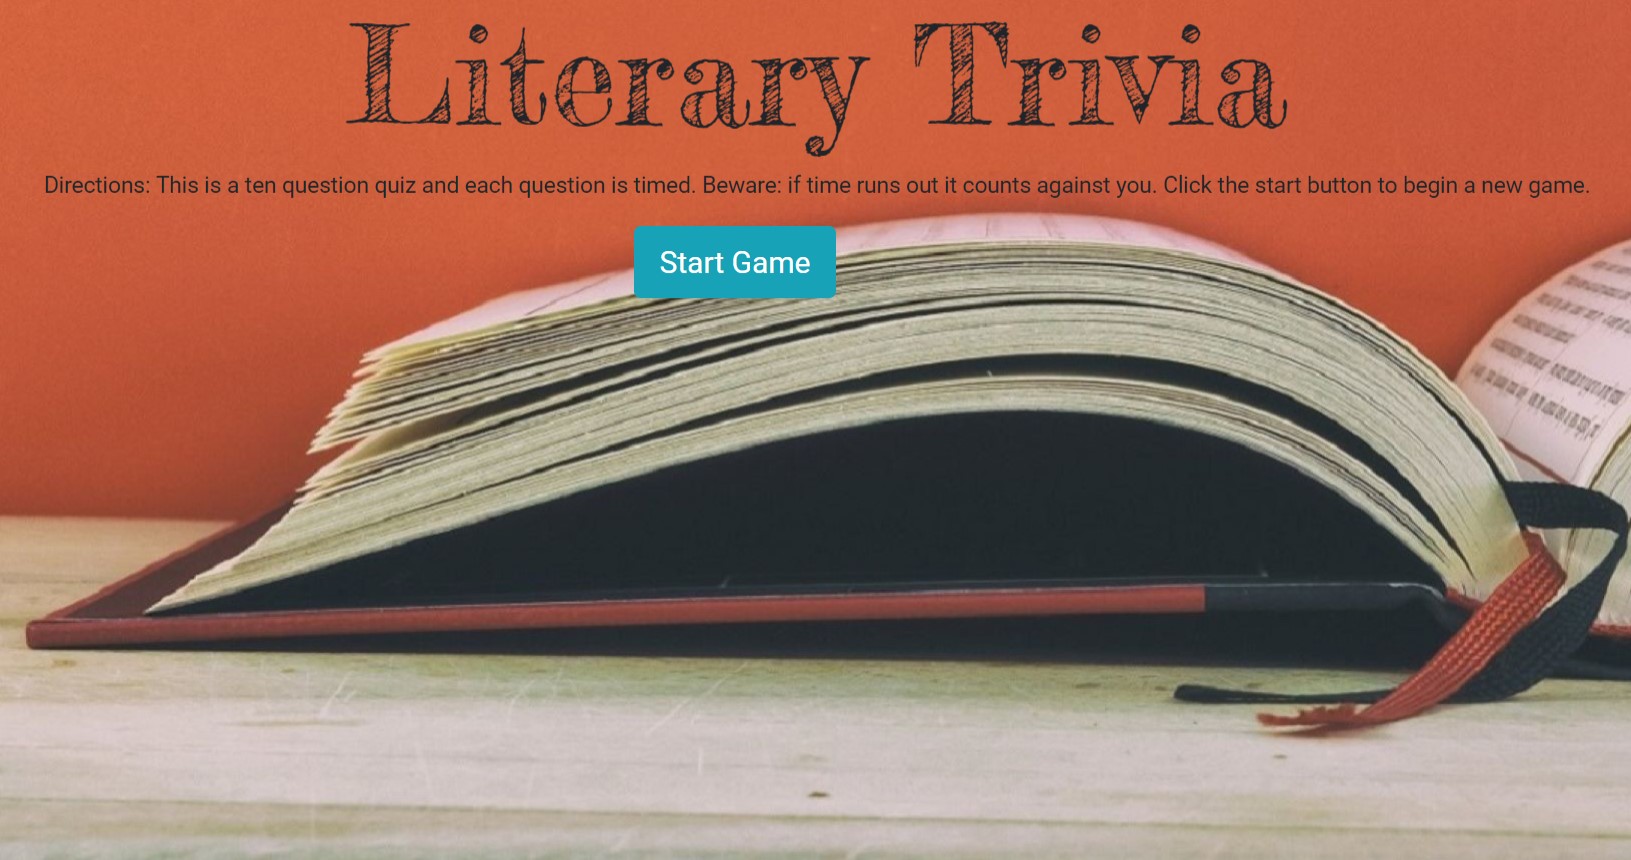 Literary Trivia
Directions: This is a ten question quiz and each question is timed. Beware: if time runs out it counts against you. Click the start button to begin a new game.
Start Game